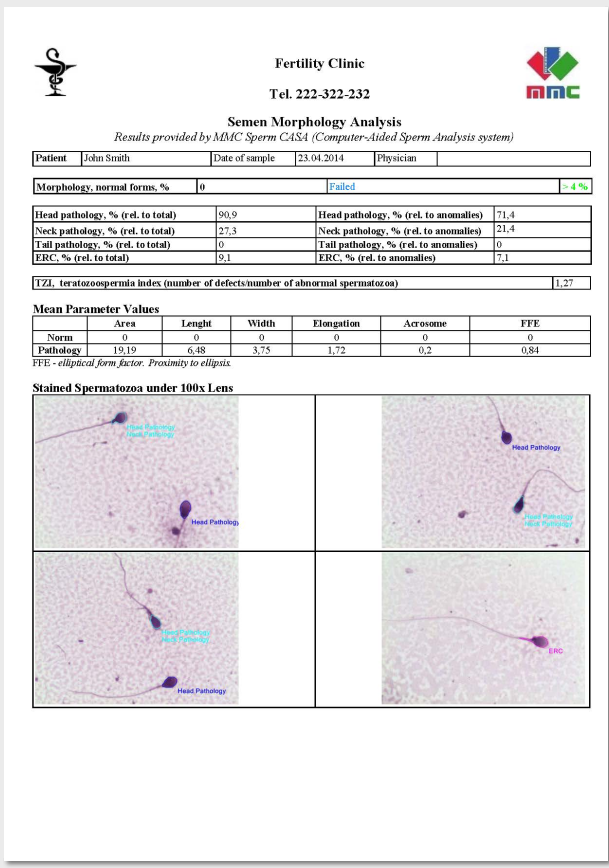 Fertility Clinic
mmc
Tel. 222-322-232
Semen Morphology Analysis
Results provided by MMC Sperm CASA (Computer-Aided Sperm Analysis system)
Patient John Smith Date of sample 23.04.2014 Physician
Morphology, normal forms, % 0 Failed > 4 %
Head pathology, % (rel. to total) 90,9 Head pathology, % (rel. to anomalies) 71,4
Neck pathology, % (rel. to total) 27,3 Neck pathology, % (rel. to anomalies) 21,4
Tail pathology, % (rel. to total) 0 Tail pathology, % (rel. to anomalies) 0
ERC, % (rel. to total) 9,1 ERC, % (rel. to anomalies) 7,1
TZI, teratozoospermia index (number of defects/number of abnormal spermatozoa) 1,27
Mean Parameter Values
Area Lenght Width Elongation Acrosome FFE
Norm 0 0 0 0 0 0
Pathology 19,19 6,48 3,75 1,72 0,2 0,84
FFE - elliptical form factor. Proximity to ellipsis.
Stained Spermatozoa under 100x Lens
Head Pathology
Neck Pathology
Head Pathology
Head Pathology
Head Pathology
Neck Pathology
Head Pathology
Neck Pathology
Head Pathology
ERC